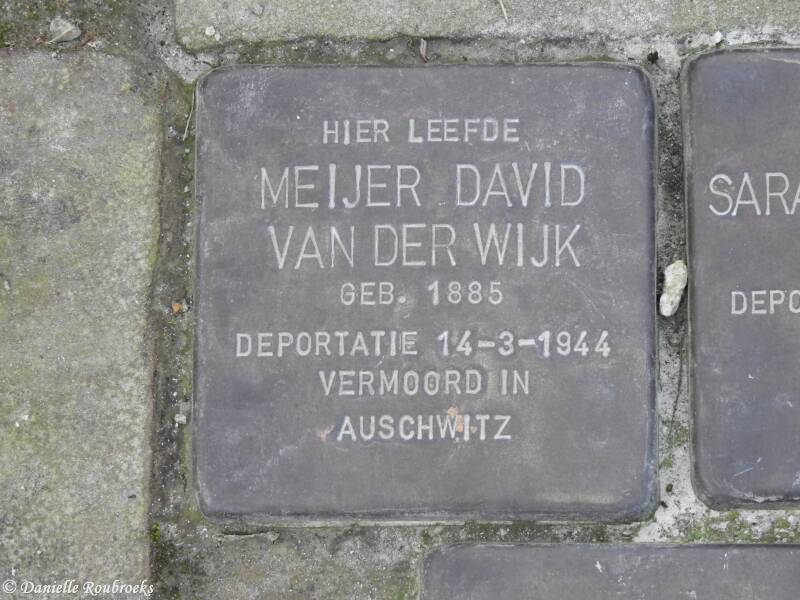 HIER LEEFDE
MEIJER DAVID
VAN DER WIJK
GEB. 1885
DEPORTATIE 14-3-1944
VERMOORD IN
AUSCHWITZ
© Danielle Roubroeks